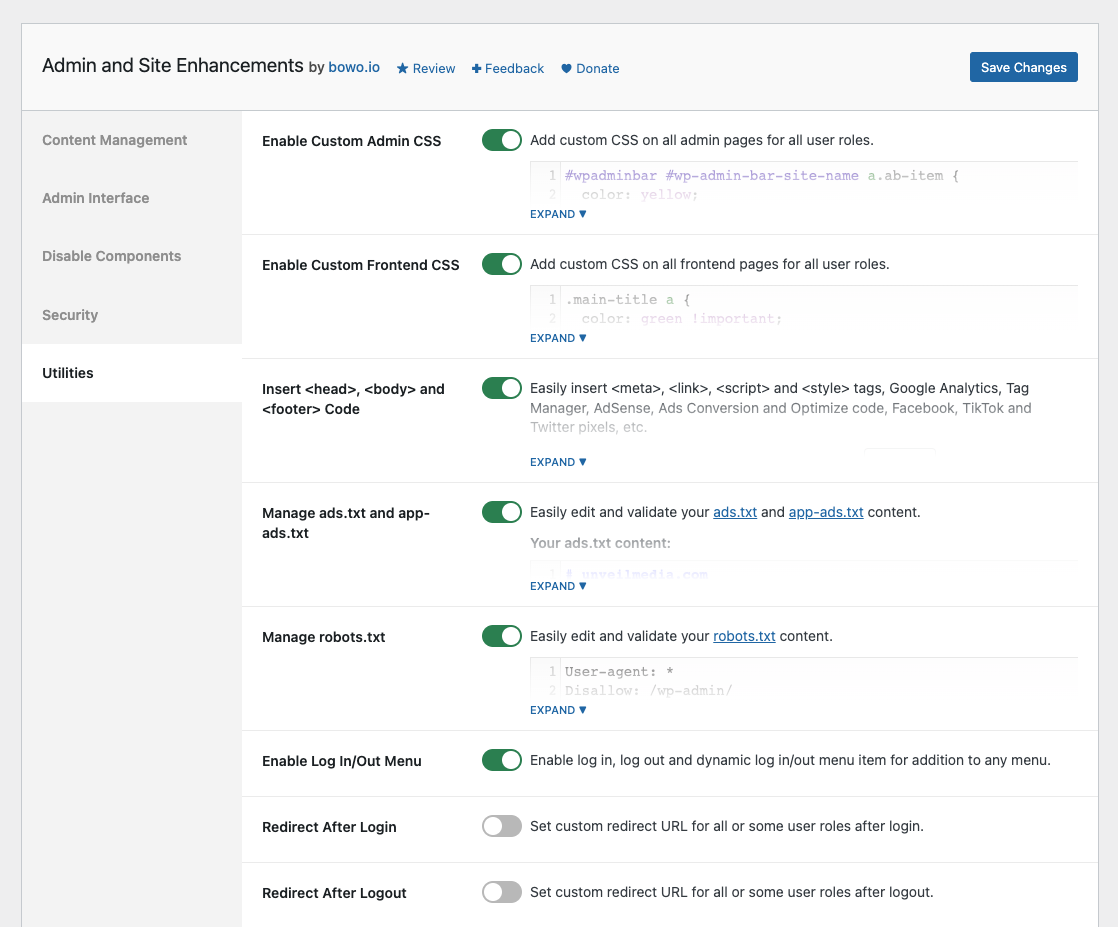 Admin and Site Enhancements by bowo.io ★ Review ✚ Feedback ♥ Donate
Save Changes
Content Management
Admin Interface
Disable Components
Security
Utilities
Enable Custom Admin CSS
Add custom CSS on all admin pages for all user roles.
1 #wpadminbar #wp-admin-bar-site-name a.ab-item {
2 color: yellow;
EXPAND ▼
Enable Custom Frontend CSS
Add custom CSS on all frontend pages for all user roles.
1 .main-title a {
2 color: green !important;
EXPAND ▼
Insert <head>, <body> and
<footer> Code
Easily insert <meta>, <link>, <script> and <style> tags, Google Analytics, Tag
Manager, AdSense, Ads Conversion and Optimize code, Facebook, TikTok and
Twitter pixels, etc.
EXPAND ▼
Manage ads.txt and app-
ads.txt
Easily edit and validate your ads.txt and app-ads.txt content.
Your ads.txt content:
1 # unveilmedia.com
EXPAND ▼
Manage robots.txt
Easily edit and validate your robots.txt content.
1 User-agent: *
2 Disallow: /wp-admin/
EXPAND ▼
Enable Log In/Out Menu
Enable log in, log out and dynamic log in/out menu item for addition to any menu.
Redirect After Login
Set custom redirect URL for all or some user roles after login.
Redirect After Logout
Set custom redirect URL for all or some user roles after logout.